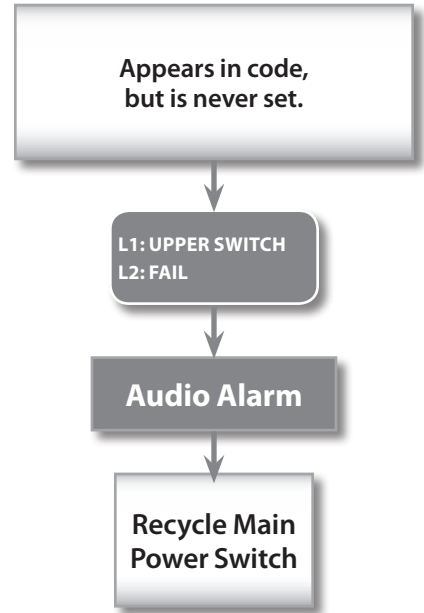 Appears in code,
but is never set.
L1: UPPER SWITCH
L2: FAIL
Audio Alarm
Recycle Main
Power Switch